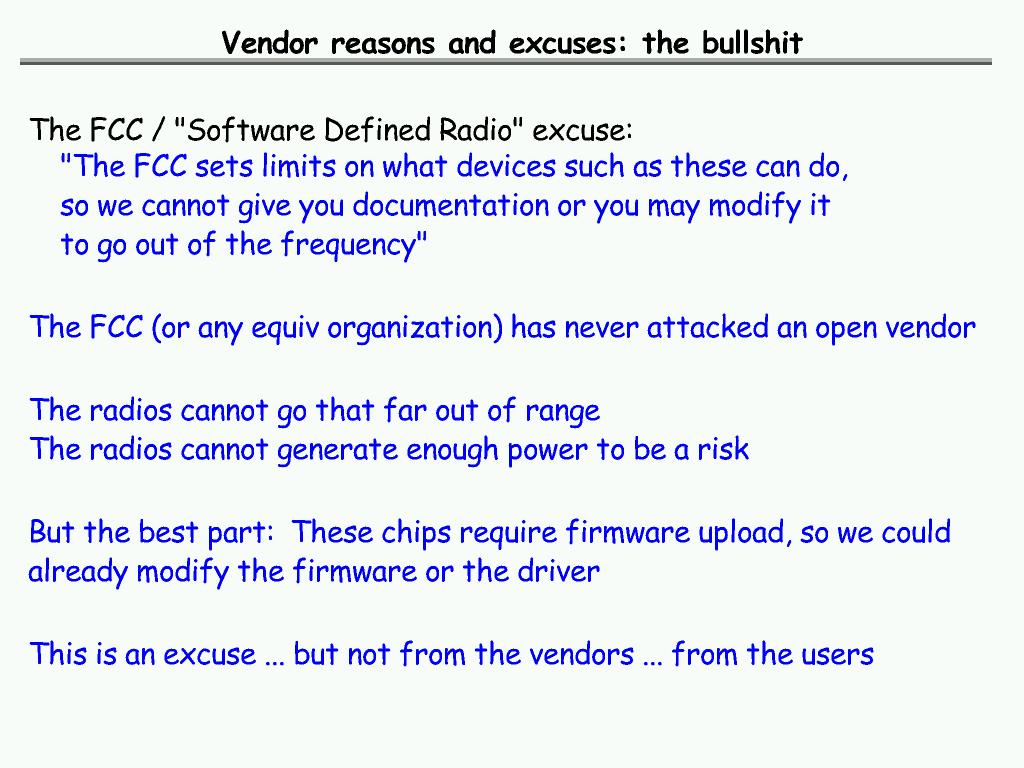 Vendor reasons and excuses: the bullshit
The FCC / "Software Defined Radio" excuse:
"The FCC sets limits on what devices such as these can do,
so we cannot give you documentation or you may modify it
to go out of the frequency"
The FCC (or any equiv organization) has never attacked an open vendor
The radios cannot go that far out of range
The radios cannot generate enough power to be a risk
But the best part:  These chips require firmware upload, so we could
already modify the firmware or the driver
This is an excuse ... but not from the vendors ... from the users